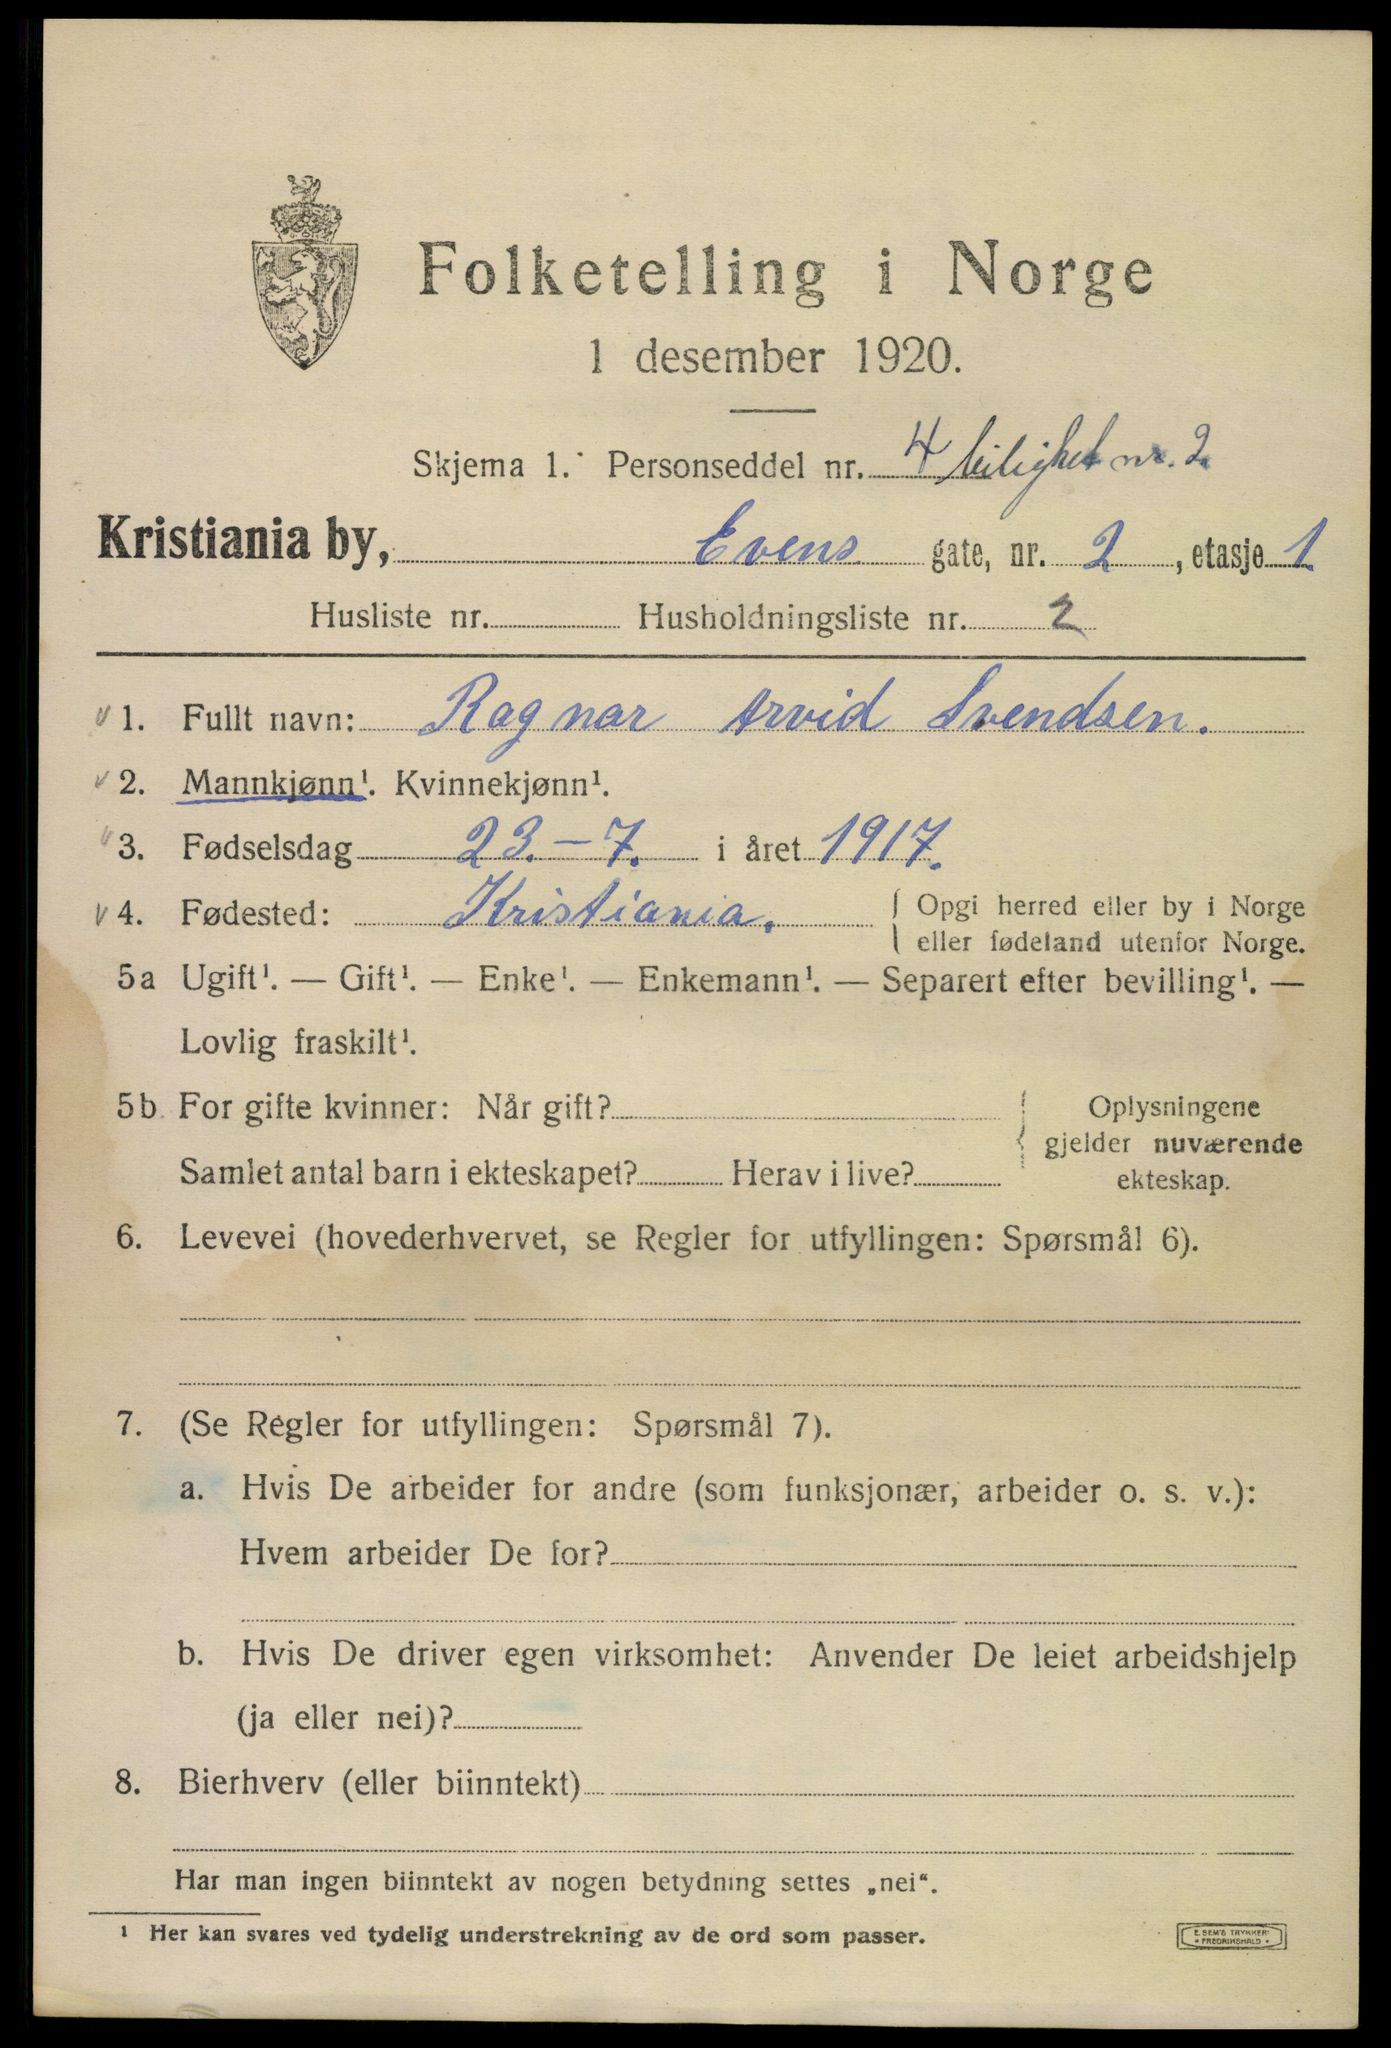 Folketelling i Norge
1 desember 1920.
Skjema 1. Personseddel nr. 4 leilighet nr. 2
Kristiania by, Evens gate, nr. 2, etasje 1.
Husliste nr. Husholdningsliste nr. 2
1. Fullt navn: Ragnar Arvid Svendsen.
2. Mannkjønn¹. Kvinnekjønn¹.
3. Fødselsdag 23. – 7. i året 1917.
4. Fødested: Kristiania. { Opgi herred eller by i Norge
eller fødeland utenfor Norge.
5a Ugift¹. — Gift¹. — Enke¹. — Enkemann¹. — Separert efter bevilling¹. —
Lovlig fraskilt¹.
5b For gifte kvinner: Når gift? { Oplysningene
gjelder nuværende
Samlet antal barn i ekteskapet? Herav i live? ekteskap.
6. Levevei (hovederhvervet, se Regler for utfyllingen: Spørsmål 6).
7. (Se Regler for utfyllingen: Spørsmål 7).
a. Hvis De arbeider for andre (som funksjonær, arbeider o. s. v.):
Hvem arbeider De for?
b. Hvis De driver egen virksomhet: Anvender De leiet arbeidshjelp
(ja eller nei)?
8. Bierhverv (eller biinntekt)
Har man ingen biinntekt av nogen betydning settes „nei“.
¹ Her kan svares ved tydelig understrekning av de ord som passer.
E. SEM'S TRYKKERI
* FREDRIKSHALD *